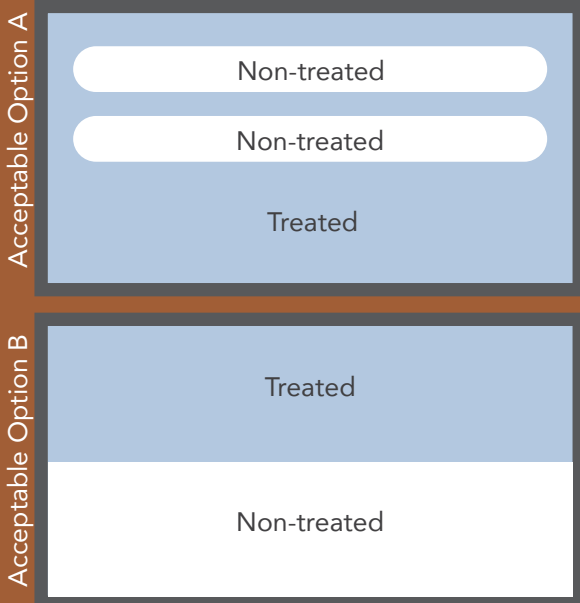 Acceptable Option A
Non-treated
Non-treated
Treated
Acceptable Option B
Treated
Non-treated